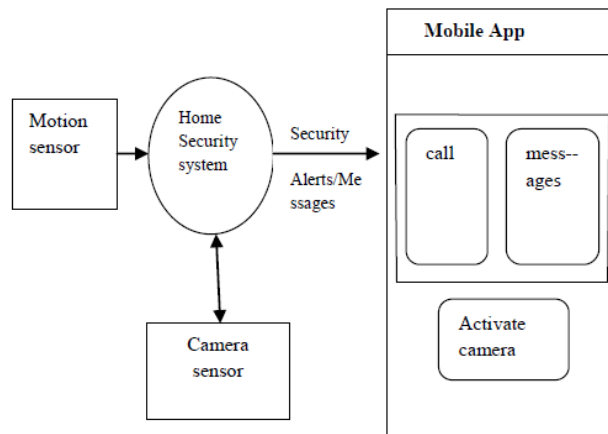 Mobile App
Motion
sensor
Home
Security
system
Security
Alerts/Me
ssages
call
mess--
ages
Activate
camera
Camera
sensor